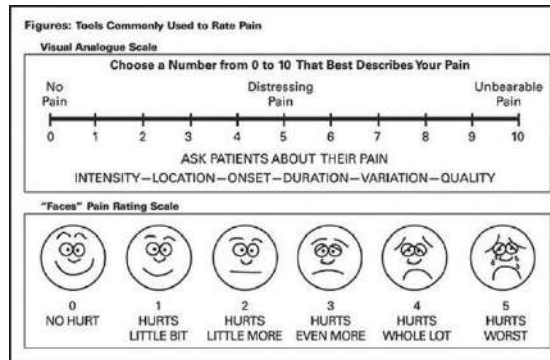 Figures: Tools Commonly Used to Rate Pain
Visual Analogue Scale
Choose a Number from 0 to 10 That Best Describes Your Pain
No Distressing Unbearable
Pain Pain Pain
0 1 2 3 4 5 6 7 8 9 10
ASK PATIENTS ABOUT THEIR PAIN
INTENSITY—LOCATION—ONSET—DURATION—VARIATION—QUALITY
"Faces" Pain Rating Scale
0 1 2 3 4 5
NO HURT HURTS HURTS HURTS HURTS HURTS
LITTLE BIT LITTLE MORE EVEN MORE WHOLE LOT WORST